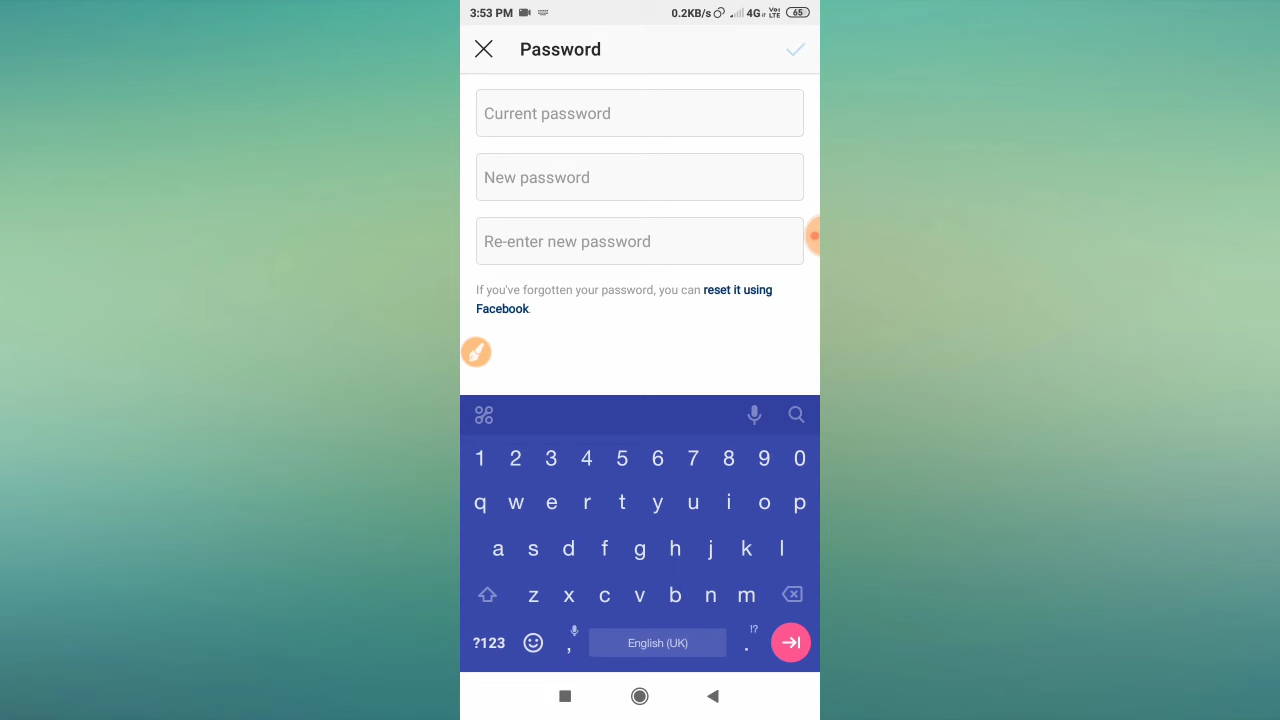 3:53 PM 0.2KB/s 4G Vo) LTE 65
Password
Current password
New password
Re-enter new password
If you've forgotten your password, you can reset it using
Facebook.
1 2 3 4 5 6 7 8 9 0
q w e r t y u i o p
a s d f g h j k l
z x c v b n m
?123 , English (UK) . !?